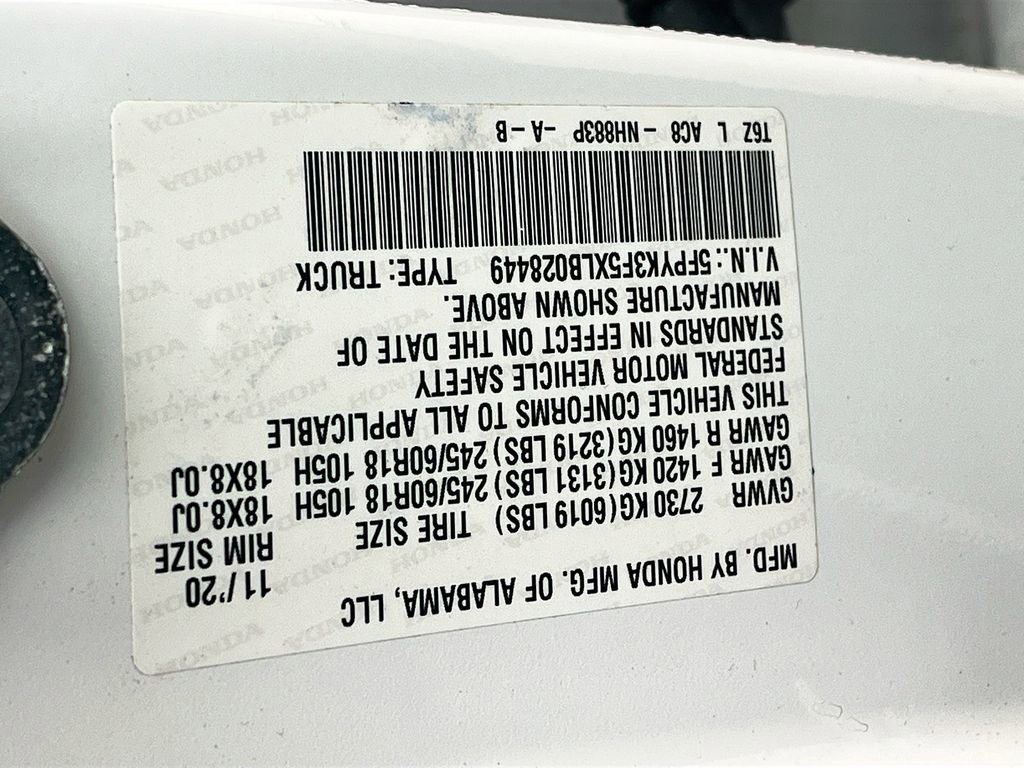 MFD. BY HONDA MFG. OF ALABAMA, LLC 11/'20
GVWR 2730 KG (6019 LBS) TIRE SIZE RIM SIZE
GAWR F 1420 KG (3131 LBS) 245/60R18 105H 18X8.0J
GAWR R 1460 KG (3219 LBS) 245/60R18 105H 18X8.0J
THIS VEHICLE CONFORMS TO ALL APPLICABLE
FEDERAL MOTOR VEHICLE SAFETY
STANDARDS IN EFFECT ON THE DATE OF
MANUFACTURE SHOWN ABOVE.
V.I.N.: 5FPYK3F5XLB028449 TYPE: TRUCK
T6Z L AC8 - NH883P -A - B